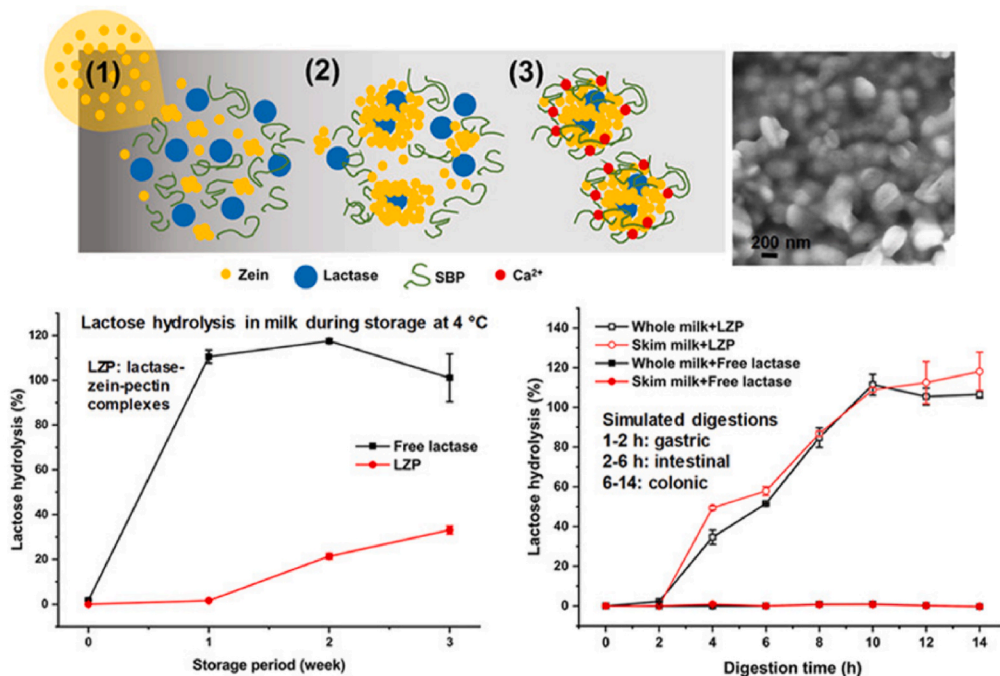 (1)
(2)
(3)
200 nm
Zein
Lactase
SBP
Ca²⁺
Lactose hydrolysis in milk during storage at 4 °C
LZP: lactase-
zein-pectin
complexes
Free lactase
LZP
Lactose hydrolysis (%)
120
100
80
60
40
20
0
0
1
2
3
Storage period (week)
Whole milk+LZP
Skim milk+LZP
Whole milk+Free lactase
Skim milk+Free lactase
Simulated digestions
1-2 h: gastric
2-6 h: intestinal
6-14: colonic
Lactose hydrolysis (%)
140
120
100
80
60
40
20
0
0
2
4
6
8
10
12
14
Digestion time (h)